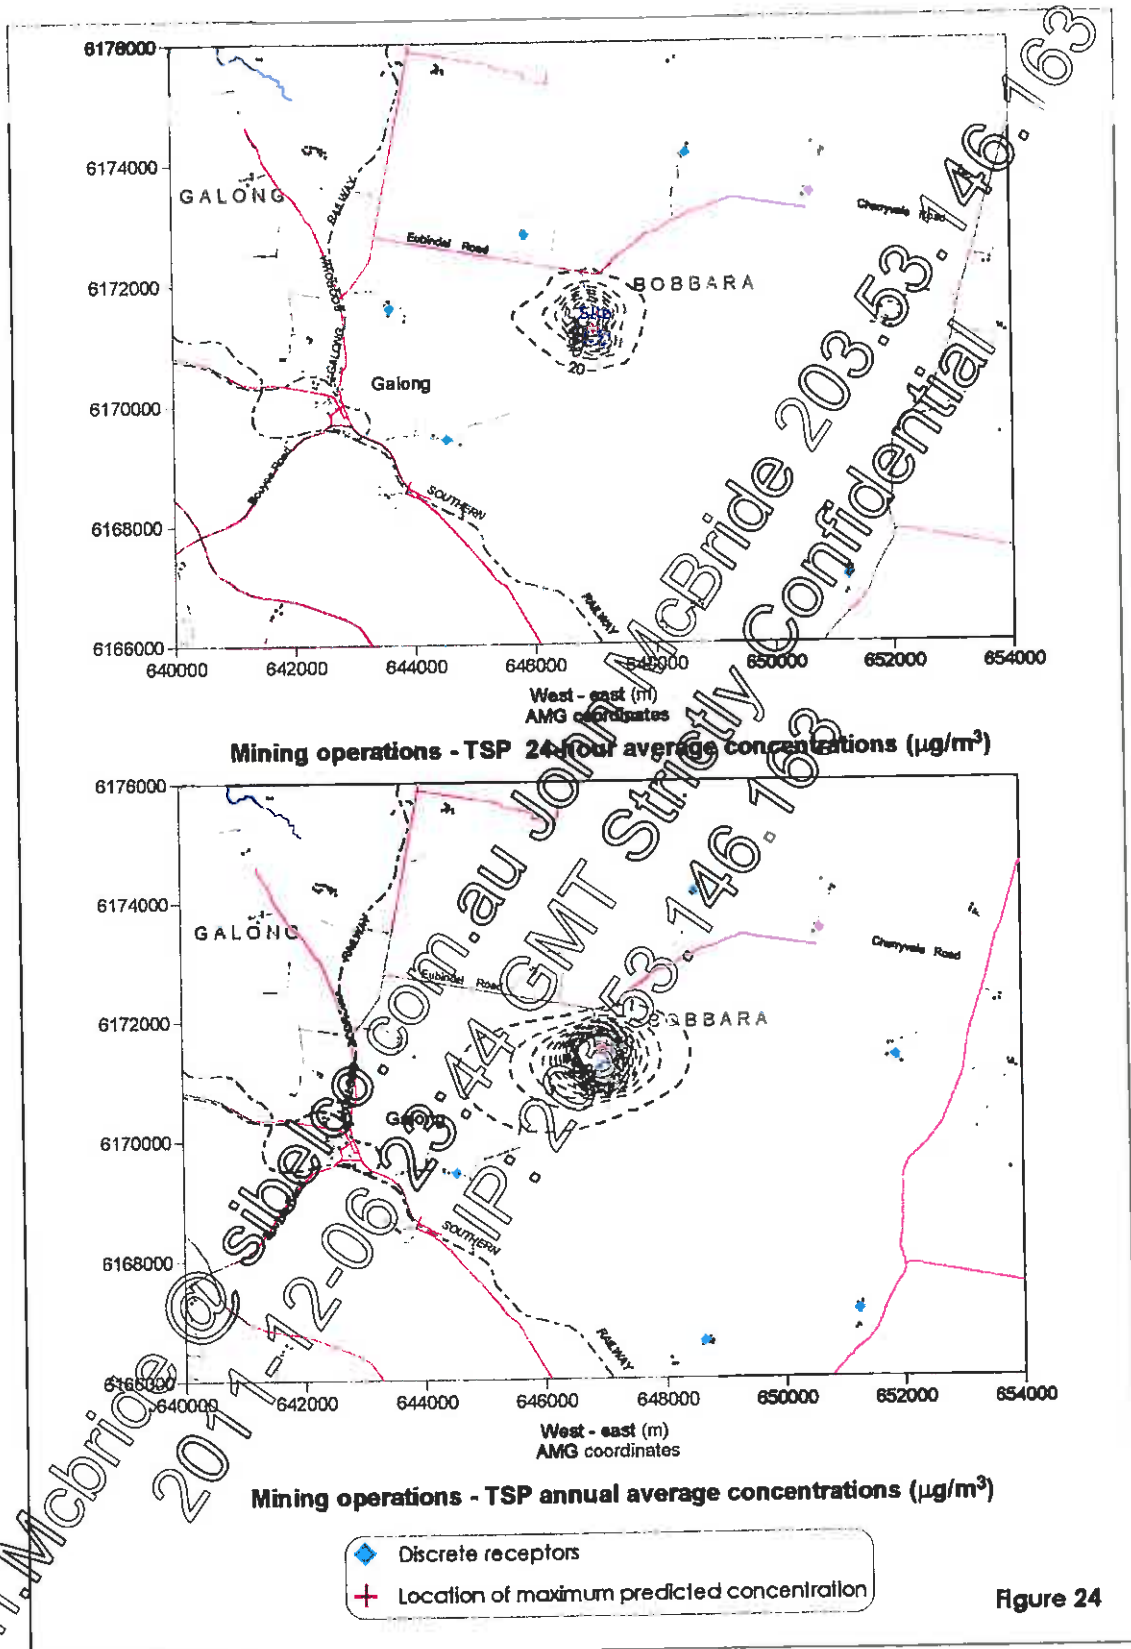 6176000
6174000
GALONG
RAILWAY
Eubindal Road
Cherryvale Road
6172000
BOBBARA
GALONG
20
Galong
6170000
SOUTHERN
6168000
RAILWAY
6166000
640000 642000 644000 646000 648000 650000 652000 654000
West - east (m)
AMG coordinates
Mining operations - TSP 24-hour average concentrations (µg/m³)
6176000
6174000
GALONG
RAILWAY
Cherryvale Road
Eubindal Road
6172000
BOBBARA
Galong
6170000
SOUTHERN
6168000
RAILWAY
6166000
640000 642000 644000 646000 648000 650000 652000 654000
West - east (m)
AMG coordinates
Mining operations - TSP annual average concentrations (µg/m³)
Discrete receptors
Location of maximum predicted concentration
Figure 24
n.Mcbride @ sibelco.com.au John McBride 203.53.146.163
2011-12-06 23:44 GMT Strictly Confidential
IP: 203.53.146.163